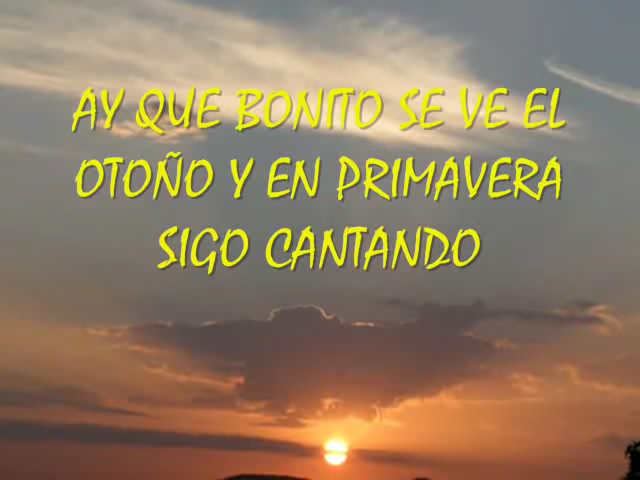 AY QUE BONITO SE VE EL
OTOÑO Y EN PRIMAVERA
SIGO CANTANDO